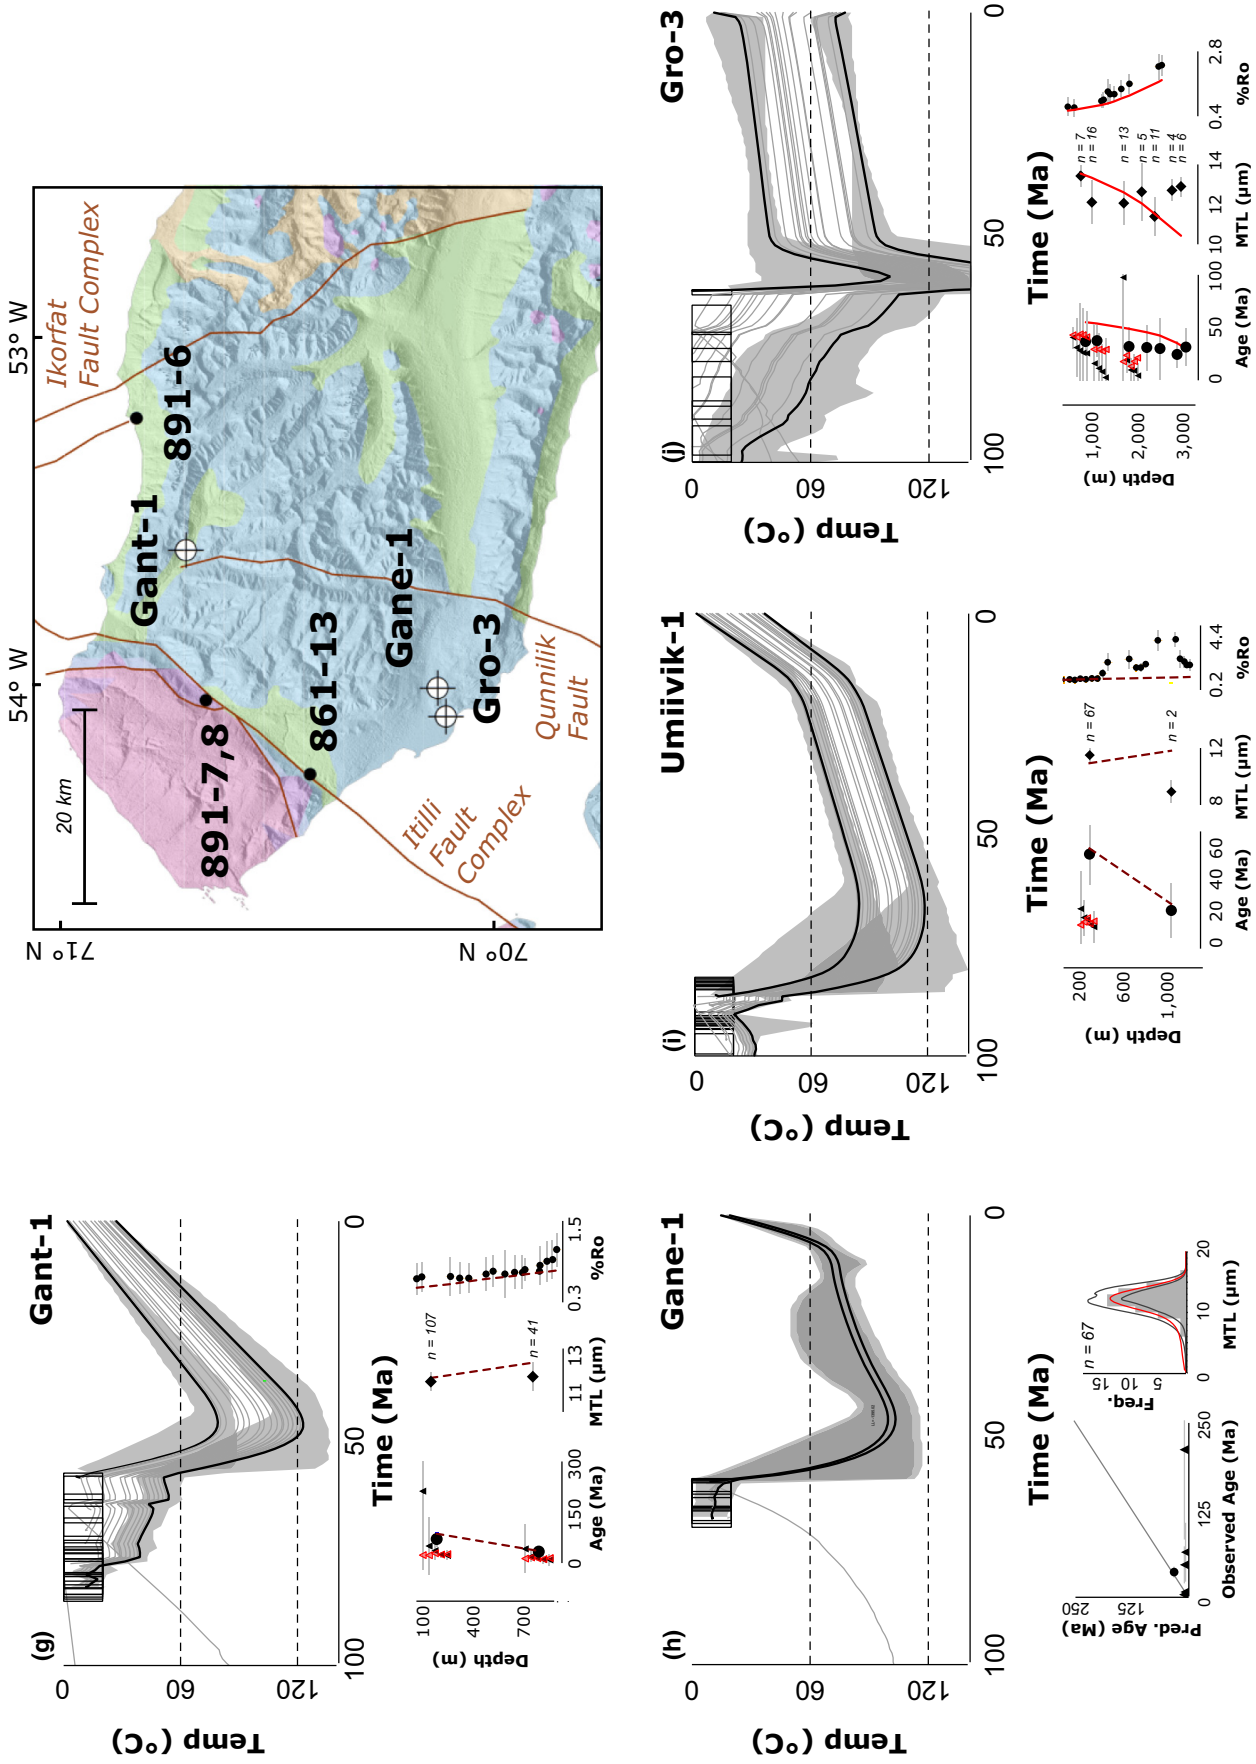 (g)
Gant-1
Temp (°C)
0
60
120
100
50
0
Time (Ma)
Depth (m)
100
400
700
0
150
300
Age (Ma)
n = 107
n = 41
11
13
MTL (µm)
0.3
1.5
%Ro
54° W
53° W
71° N
70° N
20 km
Ikorfat
Fault Complex
891-6
Gant-1
891-7,8
861-13
Gane-1
Gro-3
Itilli
Fault
Complex
Qunnilik
Fault
(h)
Gane-1
Temp (°C)
0
60
120
100
50
0
Time (Ma)
Pred. Age (Ma)
250
125
0
125
250
Observed Age (Ma)
n = 67
Freq.
15
10
5
0
10
20
MTL (µm)
(i)
Umiivik-1
Temp (°C)
0
60
120
100
50
0
Time (Ma)
Depth (m)
200
600
1,000
0
20
40
60
Age (Ma)
n = 67
n = 2
8
12
MTL (µm)
0.2
4.4
%Ro
(j)
Gro-3
Temp (°C)
0
60
120
100
50
0
Time (Ma)
Depth (m)
1,000
2,000
3,000
0
50
100
Age (Ma)
n = 7
n = 16
n = 13
n = 5
n = 11
n = 4
n = 6
10
12
14
MTL (µm)
0.4
2.8
%Ro